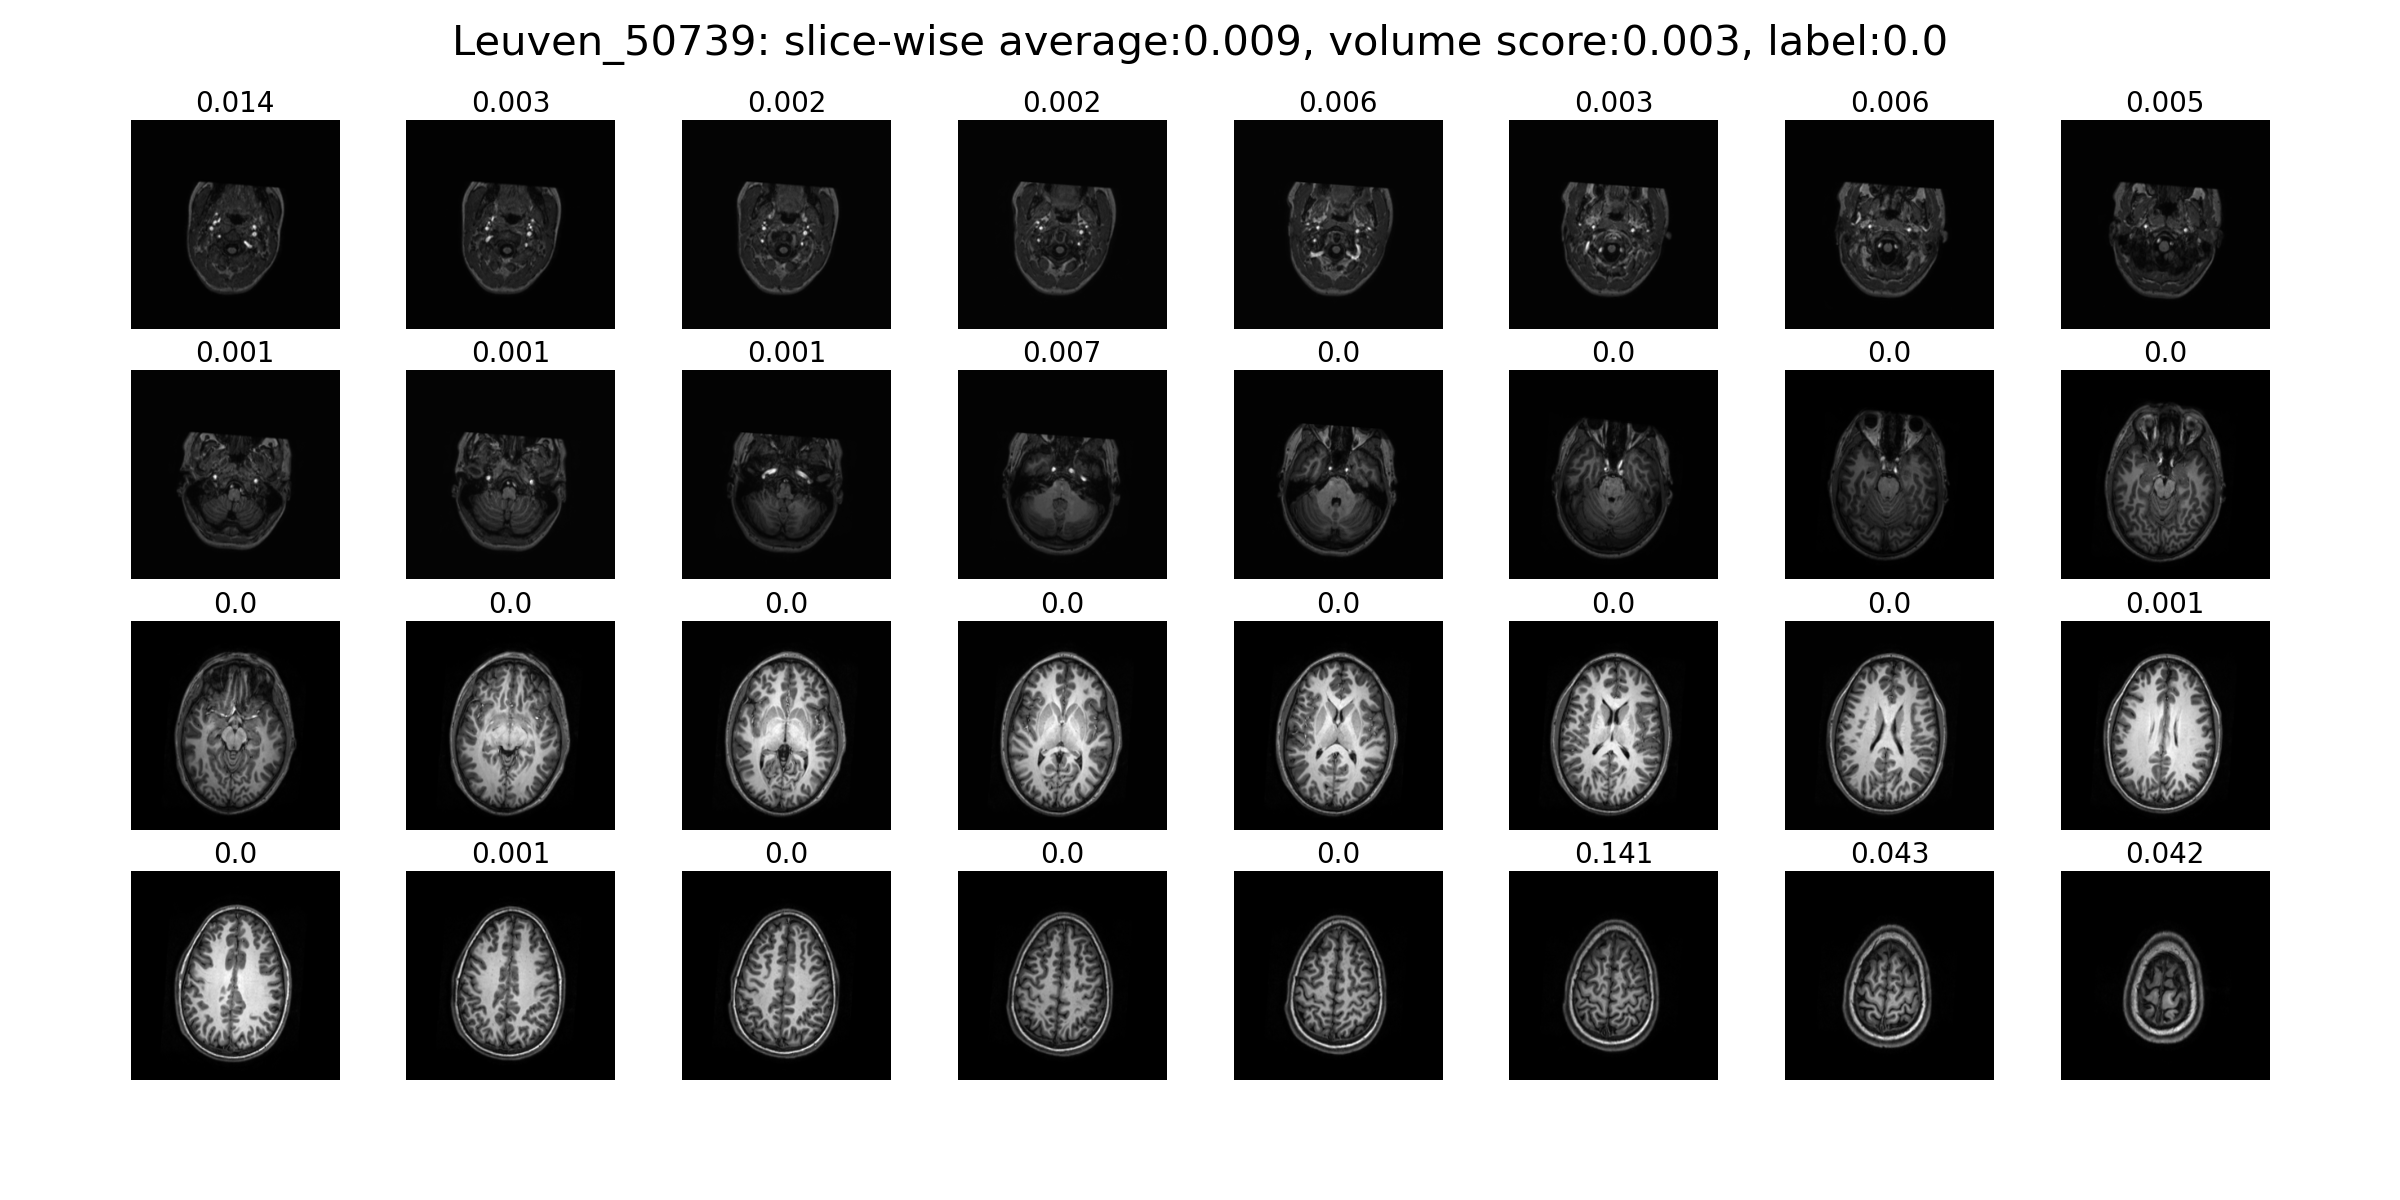 Leuven_50739: slice-wise average:0.009, volume score:0.003, label:0.0
0.014 0.003 0.002 0.002 0.006 0.003 0.006 0.005
0.001 0.001 0.001 0.007 0.0 0.0 0.0 0.0
0.0 0.0 0.0 0.0 0.0 0.0 0.0 0.001
0.0 0.001 0.0 0.0 0.0 0.141 0.043 0.042